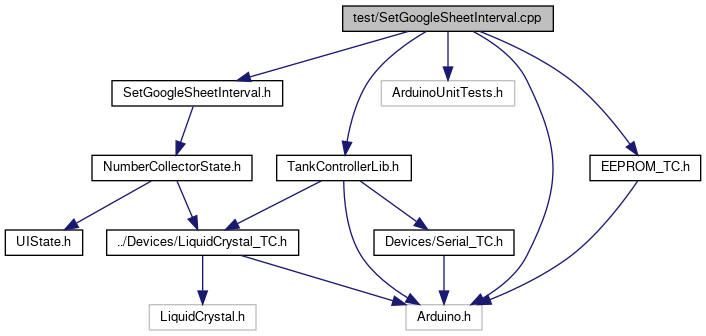 test/SetGoogleSheetInterval.cpp
SetGoogleSheetInterval.h
ArduinoUnitTests.h
NumberCollectorState.h
TankControllerLib.h
EEPROM_TC.h
UIState.h
../Devices/LiquidCrystal_TC.h
Devices/Serial_TC.h
LiquidCrystal.h
Arduino.h